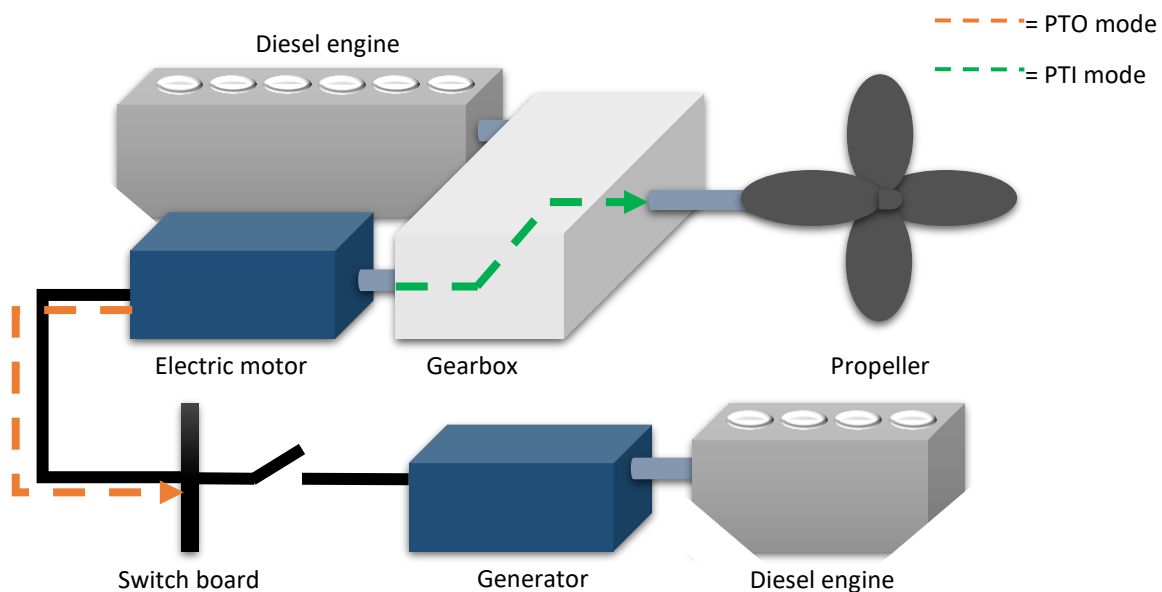 = PTO mode
Diesel engine
= PTI mode
Electric motor
Gearbox
Propeller
Switch board
Generator
Diesel engine